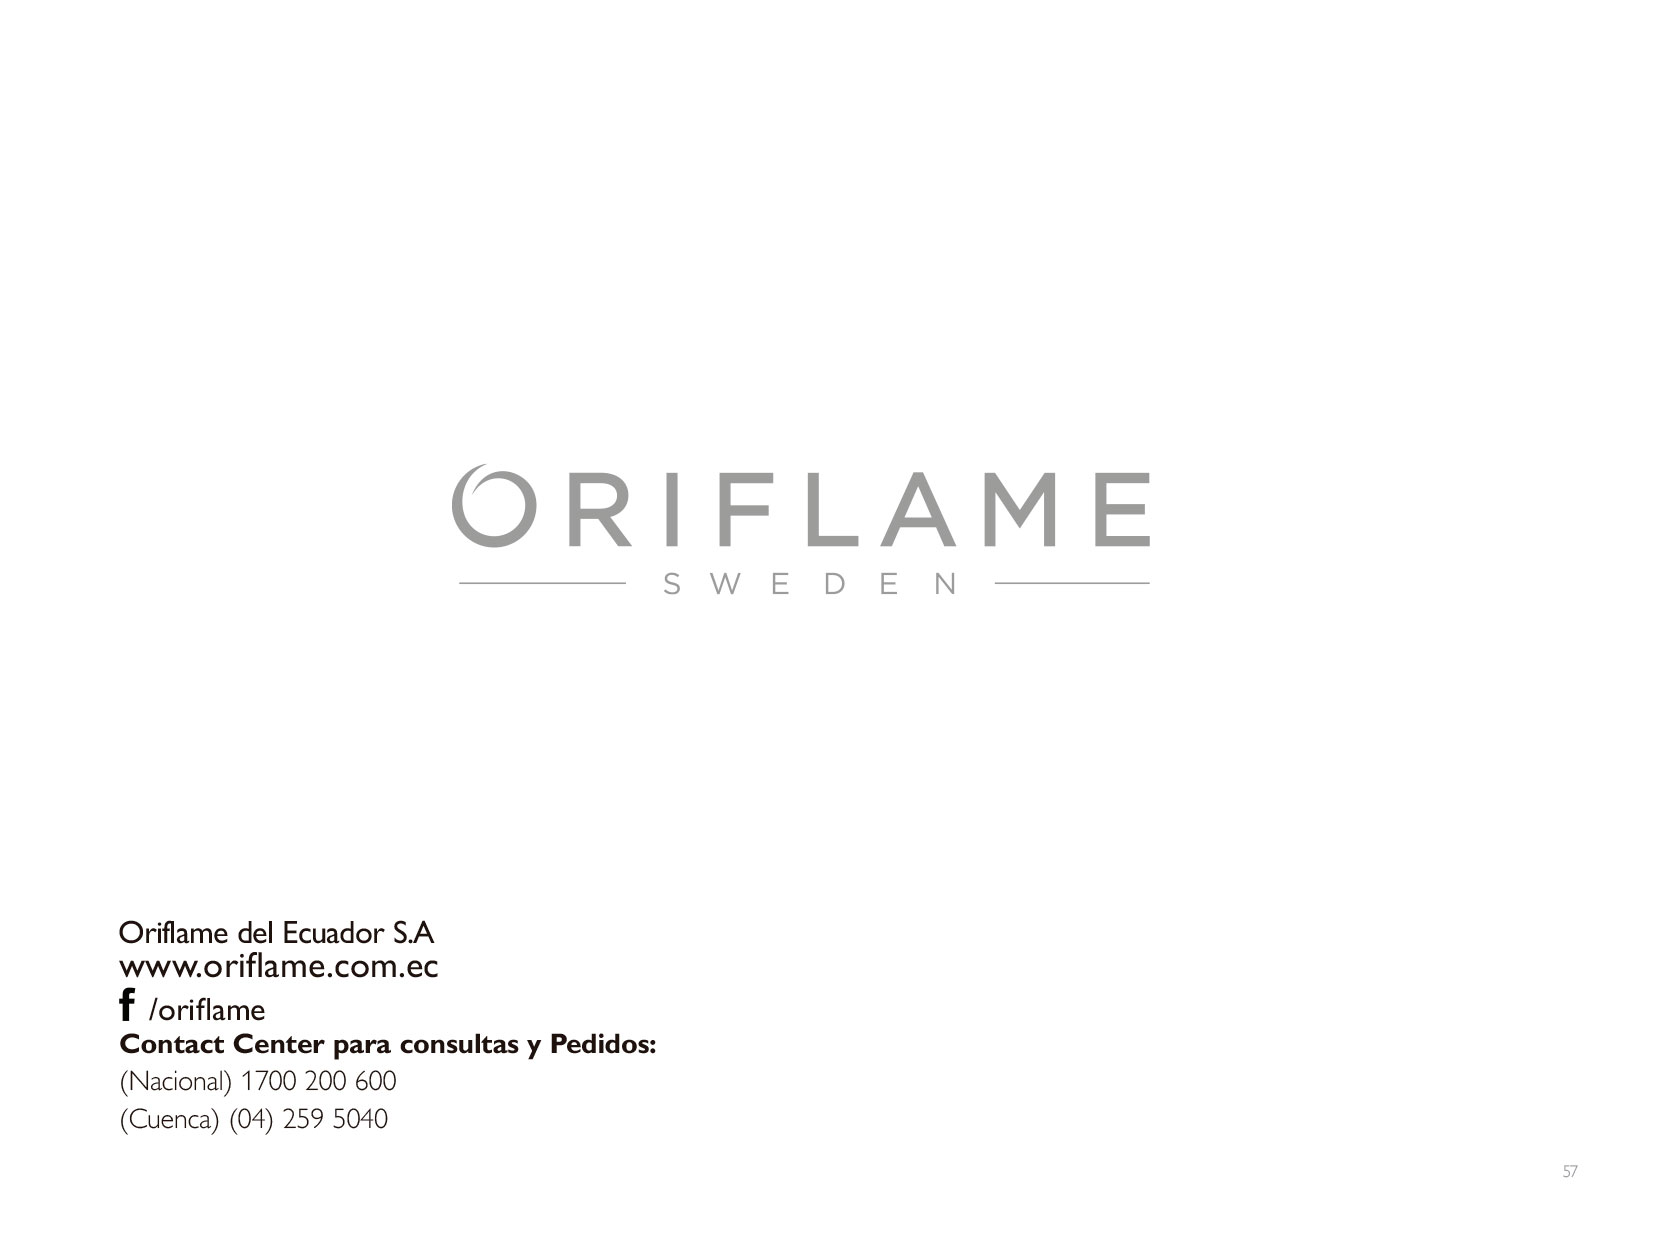 ORIFLAME
SWEDEN
Oriflame del Ecuador S.A
www.oriflame.com.ec
f /oriflame
Contact Center para consultas y Pedidos:
(Nacional) 1700 200 600
(Cuenca) (04) 259 5040
57